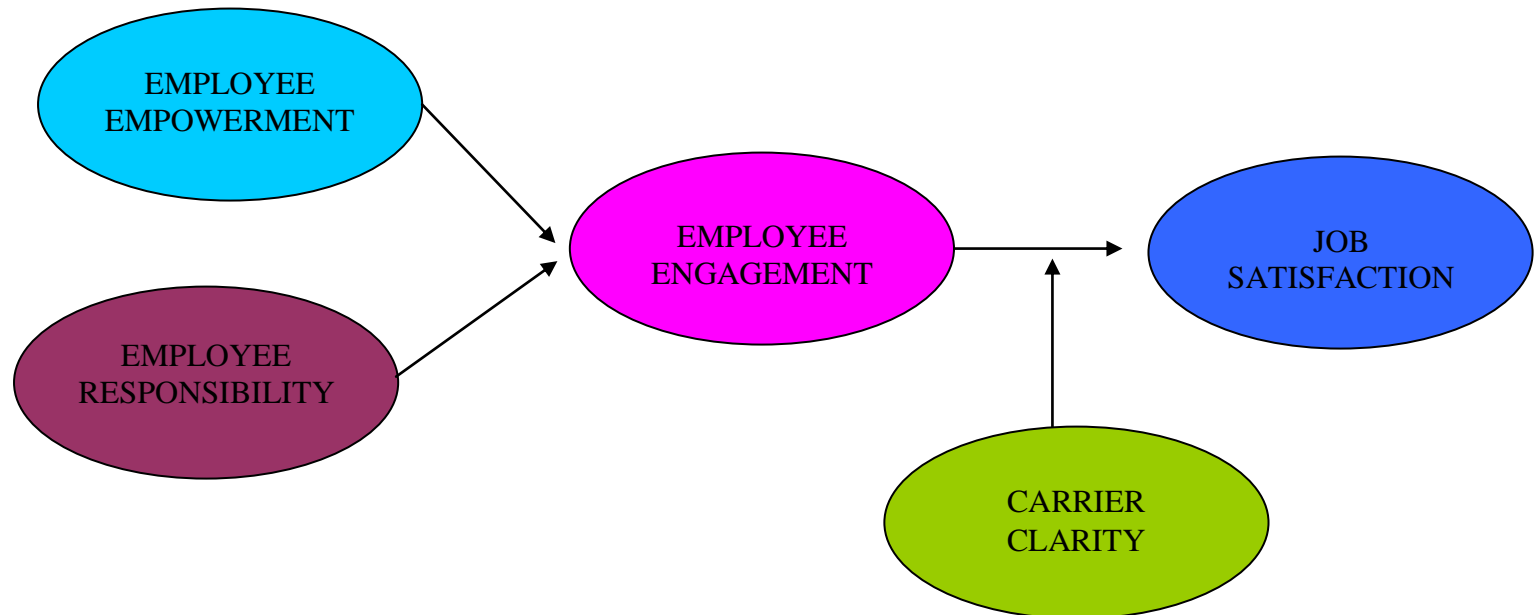 EMPLOYEE
EMPOWERMENT
EMPLOYEE
RESPONSIBILITY
EMPLOYEE
ENGAGEMENT
JOB
SATISFACTION
CARRIER
CLARITY